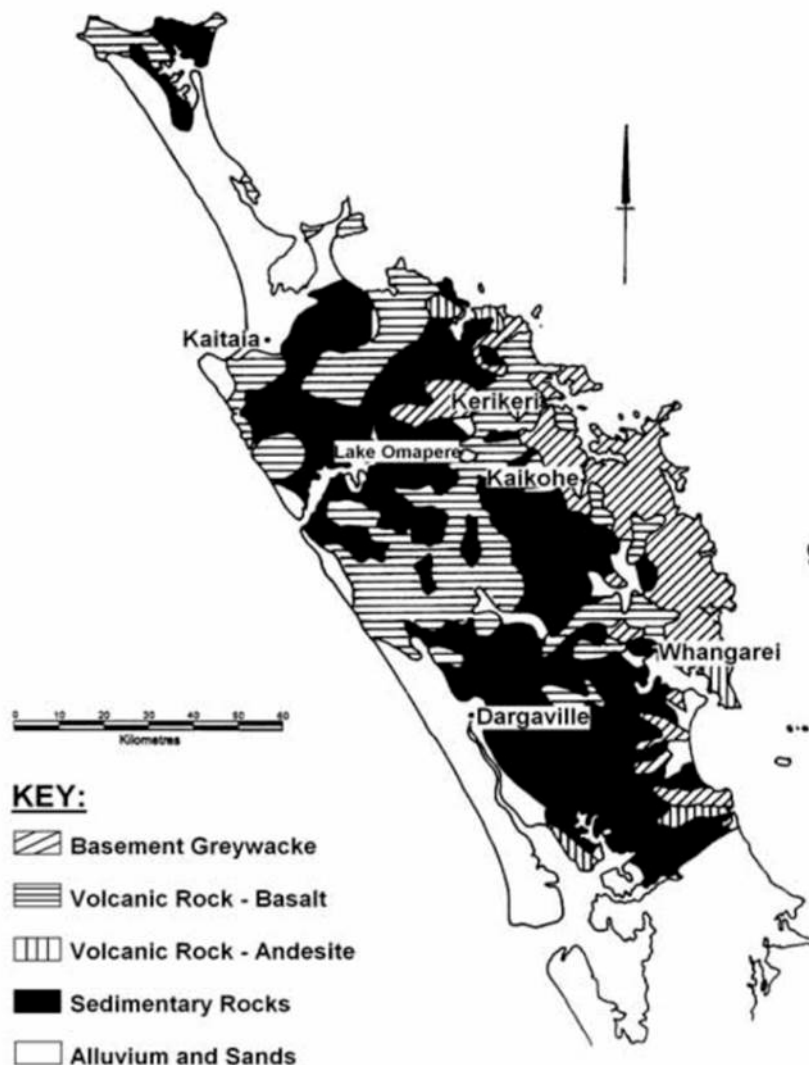 Kaitaia
Kerikeri
Lake Omapere
Kaikohe
Whangarei
Dargaville
0 10 20 30 40 60
Kilometres
KEY:
Basement Greywacke
Volcanic Rock - Basalt
Volcanic Rock - Andesite
Sedimentary Rocks
Alluvium and Sands